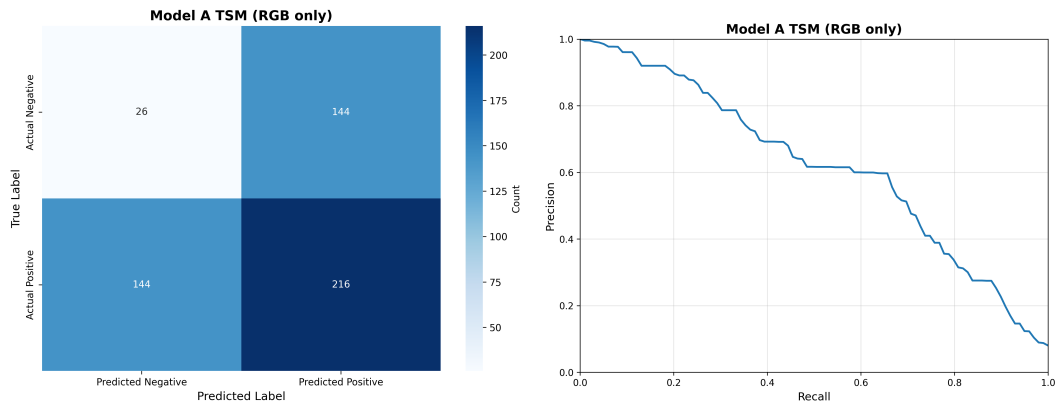 Model A TSM (RGB only)
Actual Negative
Actual Positive
True Label
26
144
144
216
Predicted Negative
Predicted Positive
Predicted Label
200
175
150
125
100
75
50
Count
Model A TSM (RGB only)
1.0
0.8
0.6
0.4
0.2
0.0
Precision
0.0
0.2
0.4
0.6
0.8
1.0
Recall